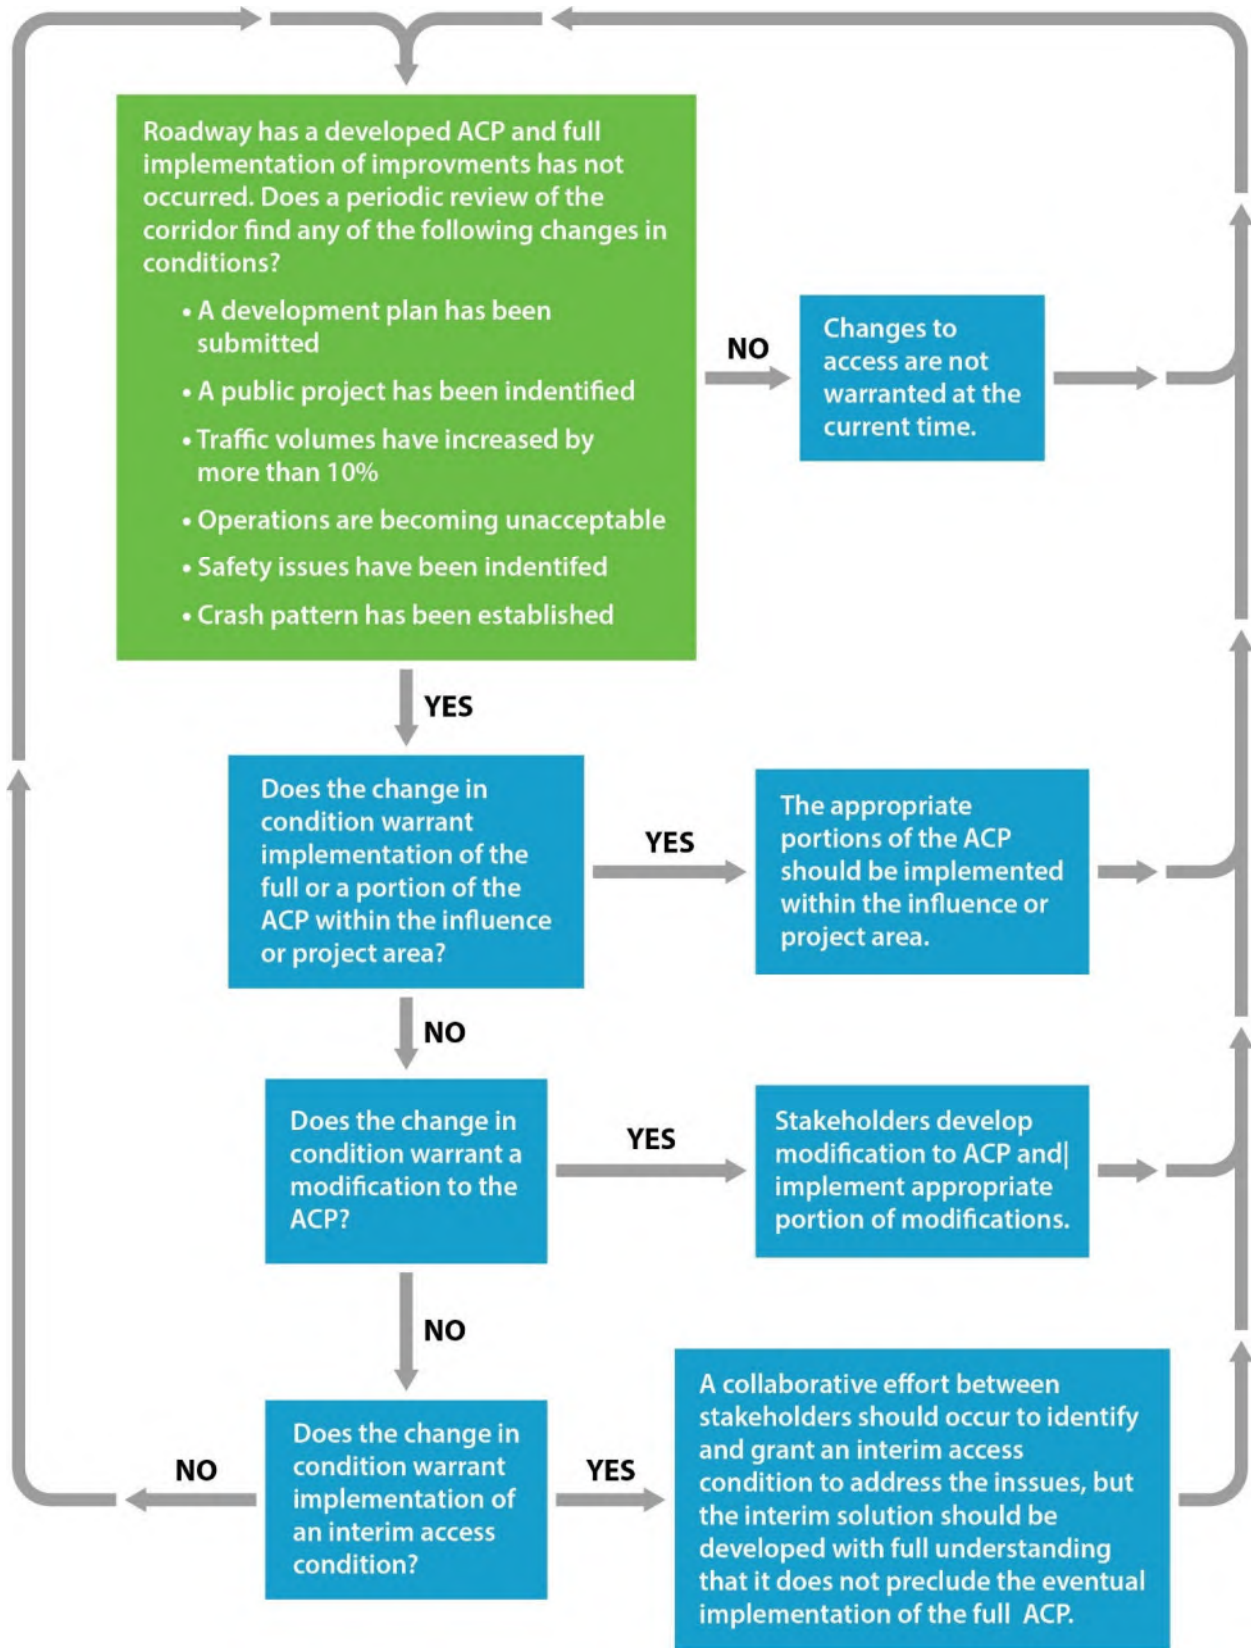 Roadway has a developed ACP and full
implementation of improvments has not
occurred. Does a periodic review of the
corridor find any of the following changes in
conditions?
• A development plan has been
submitted
• A public project has been indentified
• Traffic volumes have increased by
more than 10%
• Operations are becoming unacceptable
• Safety issues have been indentifed
• Crash pattern has been established
NO
Changes to
access are not
warranted at the
current time.
YES
Does the change in
condition warrant
implementation of the
full or a portion of the
ACP within the influence
or project area?
YES
The appropriate
portions of the ACP
should be implemented
within the influence or
project area.
NO
Does the change in
condition warrant a
modification to the
ACP?
YES
Stakeholders develop
modification to ACP and|
implement appropriate
portion of modifications.
NO
Does the change in
condition warrant
implementation of
an interim access
condition?
NO
YES
A collaborative effort between
stakeholders should occur to identify
and grant an interim access
condition to address the inssues, but
the interim solution should be
developed with full understanding
that it does not preclude the eventual
implementation of the full ACP.